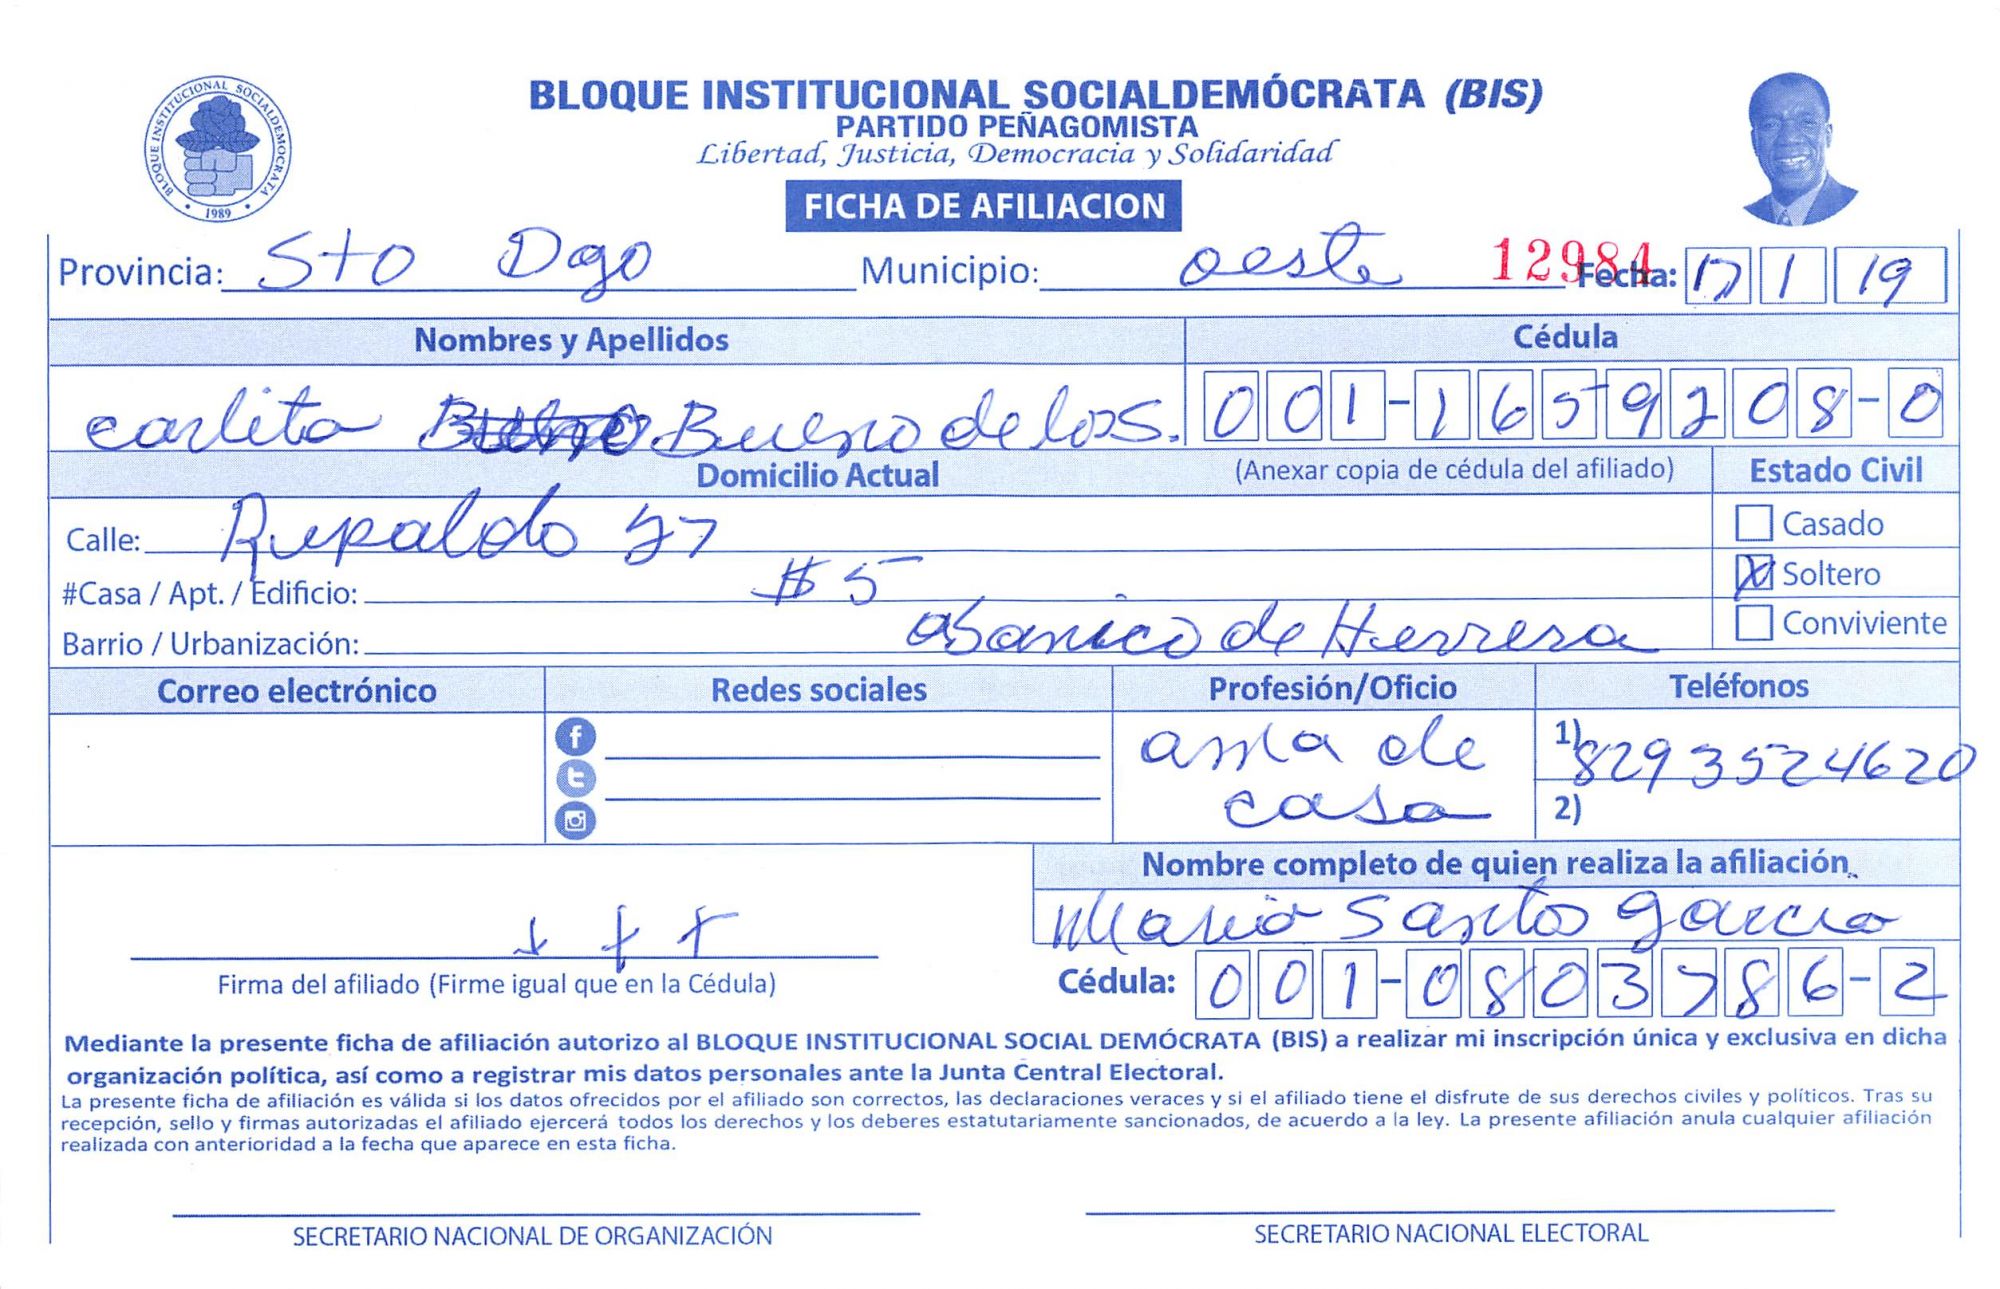 BLOQUE INSTITUCIONAL SOCIALDEMOCRATA
1989
BLOQUE INSTITUCIONAL SOCIALDEMÓCRATA (BIS)
PARTIDO PEÑAGOMISTA
Libertad, Justicia, Democracia y Solidaridad
FICHA DE AFILIACION
Provincia: Sto Dgo Municipio: oeste 12984 Fecha: 17 1 19
Nombres y Apellidos Cédula
carlita Bueno de los S. 001-1659208-0
Domicilio Actual (Anexar copia de cédula del afiliado) Estado Civil
Calle: 
Casado
#Casa / Apt. / Edificio: #5
X Soltero
Barrio / Urbanización: abanico de Herrera
Conviviente
Correo electrónico Redes sociales Profesión/Oficio Teléfonos
ama de casa
1) 8293524620
2)
Nombre completo de quien realiza la afiliación
Mario Santos Garcia
Firma del afiliado (Firme igual que en la Cédula)
Cédula: 001-0803786-2
Mediante la presente ficha de afiliación autorizo al BLOQUE INSTITUCIONAL SOCIAL DEMÓCRATA (BIS) a realizar mi inscripción única y exclusiva en dicha
organización política, así como a registrar mis datos personales ante la Junta Central Electoral.
La presente ficha de afiliación es válida si los datos ofrecidos por el afiliado son correctos, las declaraciones veraces y si el afiliado tiene el disfrute de sus derechos civiles y políticos. Tras su
recepción, sello y firmas autorizadas el afiliado ejercerá todos los derechos y los deberes estatutariamente sancionados, de acuerdo a la ley. La presente afiliación anula cualquier afiliación
realizada con anterioridad a la fecha que aparece en esta ficha.
SECRETARIO NACIONAL DE ORGANIZACIÓN SECRETARIO NACIONAL ELECTORAL